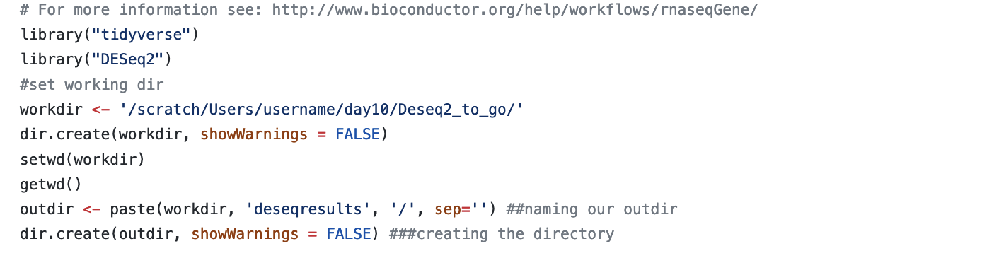 # For more information see: http://www.bioconductor.org/help/workflows/rnaseqGene/
library("tidyverse")
library("DESeq2")
#set working dir
workdir <- '/scratch/Users/username/day10/Deseq2_to_go/'
dir.create(workdir, showWarnings = FALSE)
setwd(workdir)
getwd()
outdir <- paste(workdir, 'deseqresults', '/', sep='') ##naming our outdir
dir.create(outdir, showWarnings = FALSE) ###creating the directory